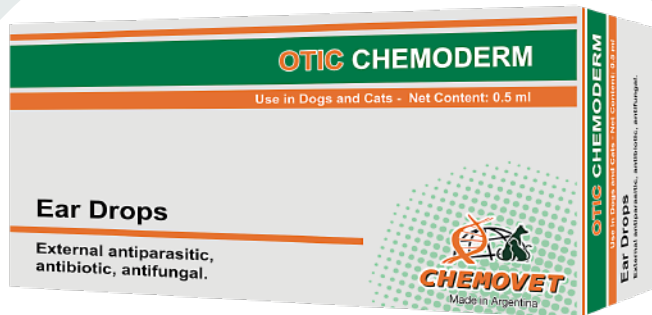 OTIC CHEMODERM
Use in Dogs and Cats - Net Content: 0.5 ml
Ear Drops
External antiparasitic,
antibiotic, antifungal.
CHEMOVET
Made in Argentina
OTIC CHEMODERM
Use in Dogs and Cats - Net Content: 0.5 ml
Ear Drops
External antiparasitic, antibiotic, antifungal.